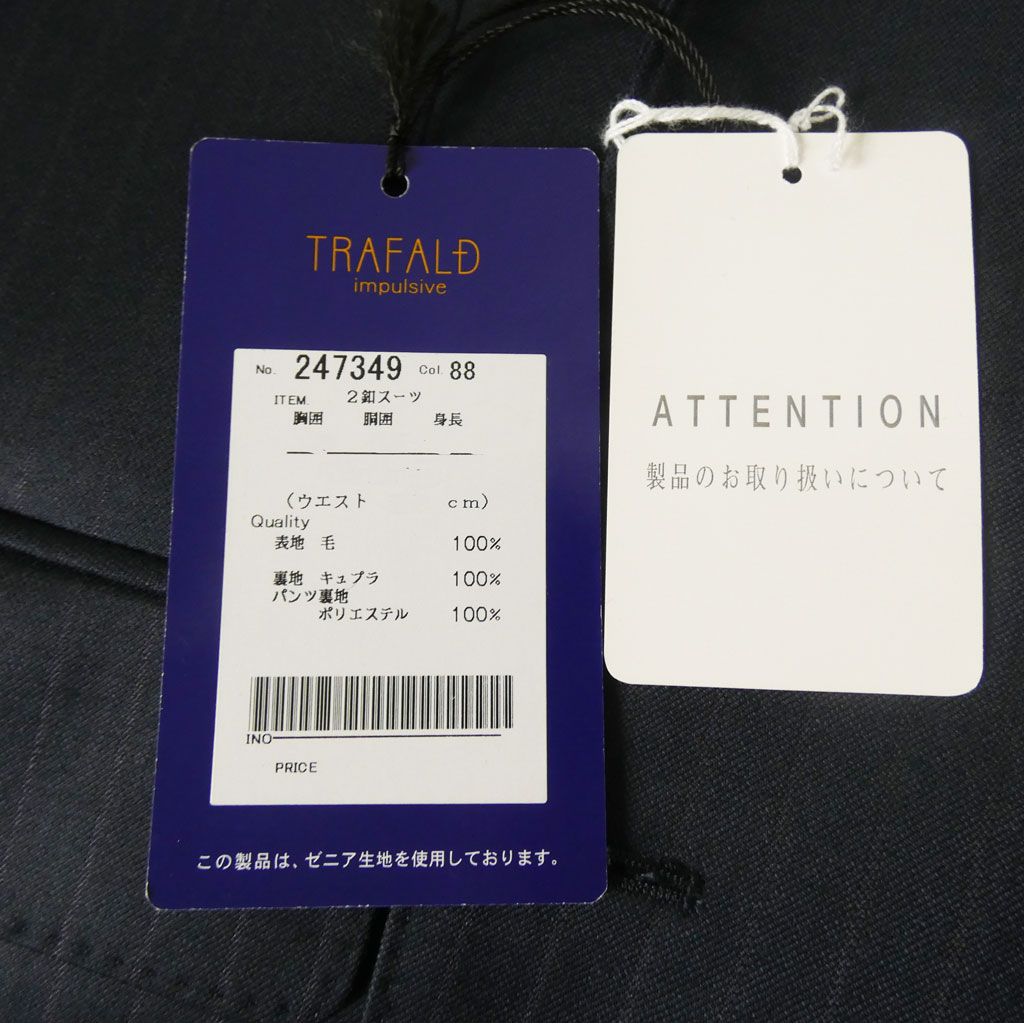 TRAFALD
impulsive
No. 247349 Col. 88
ITEM. 2釦スーツ
胸囲 胴囲 身長
(ウエスト cm)
Quality
表地 毛 100%
裏地 キュプラ 100%
パンツ裏地
ポリエステル 100%
INO
PRICE
この製品は、ゼニア生地を使用しております。
ATTENTION
製品のお取り扱いについて